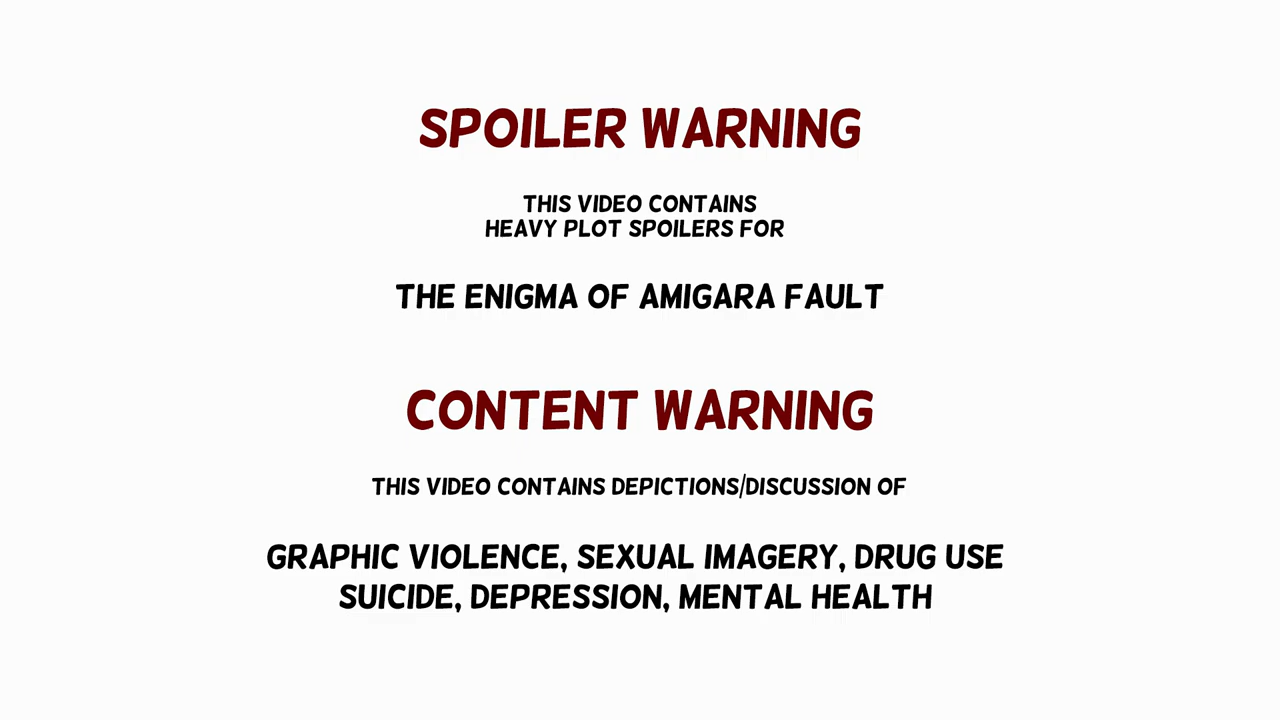 SPOILER WARNING
THIS VIDEO CONTAINS
HEAVY PLOT SPOILERS FOR
THE ENIGMA OF AMIGARA FAULT
CONTENT WARNING
THIS VIDEO CONTAINS DEPICTIONS/DISCUSSION OF
GRAPHIC VIOLENCE, SEXUAL IMAGERY, DRUG USE
SUICIDE, DEPRESSION, MENTAL HEALTH